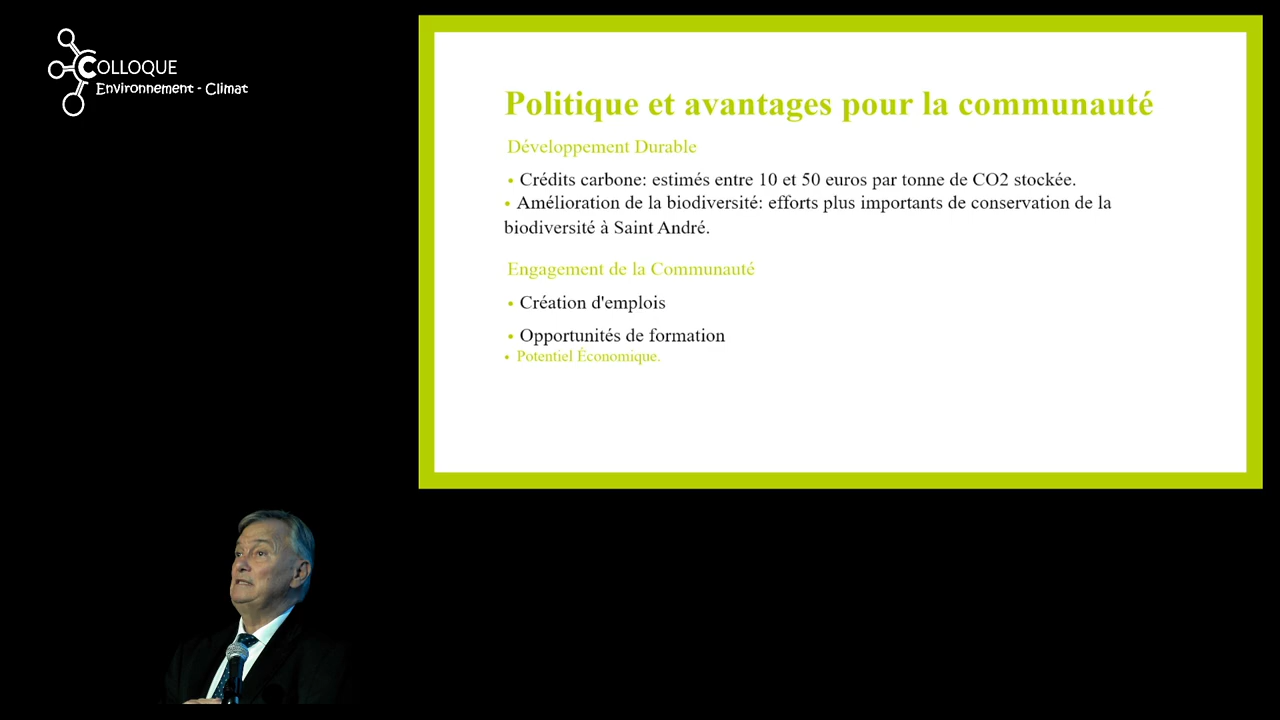 COLLOQUE
Environnement - Climat
Politique et avantages pour la communauté
Développement Durable
• Crédits carbone: estimés entre 10 et 50 euros par tonne de CO2 stockée.
• Amélioration de la biodiversité: efforts plus importants de conservation de la
biodiversité à Saint André.
Engagement de la Communauté
• Création d'emplois
• Opportunités de formation
• Potentiel Économique.